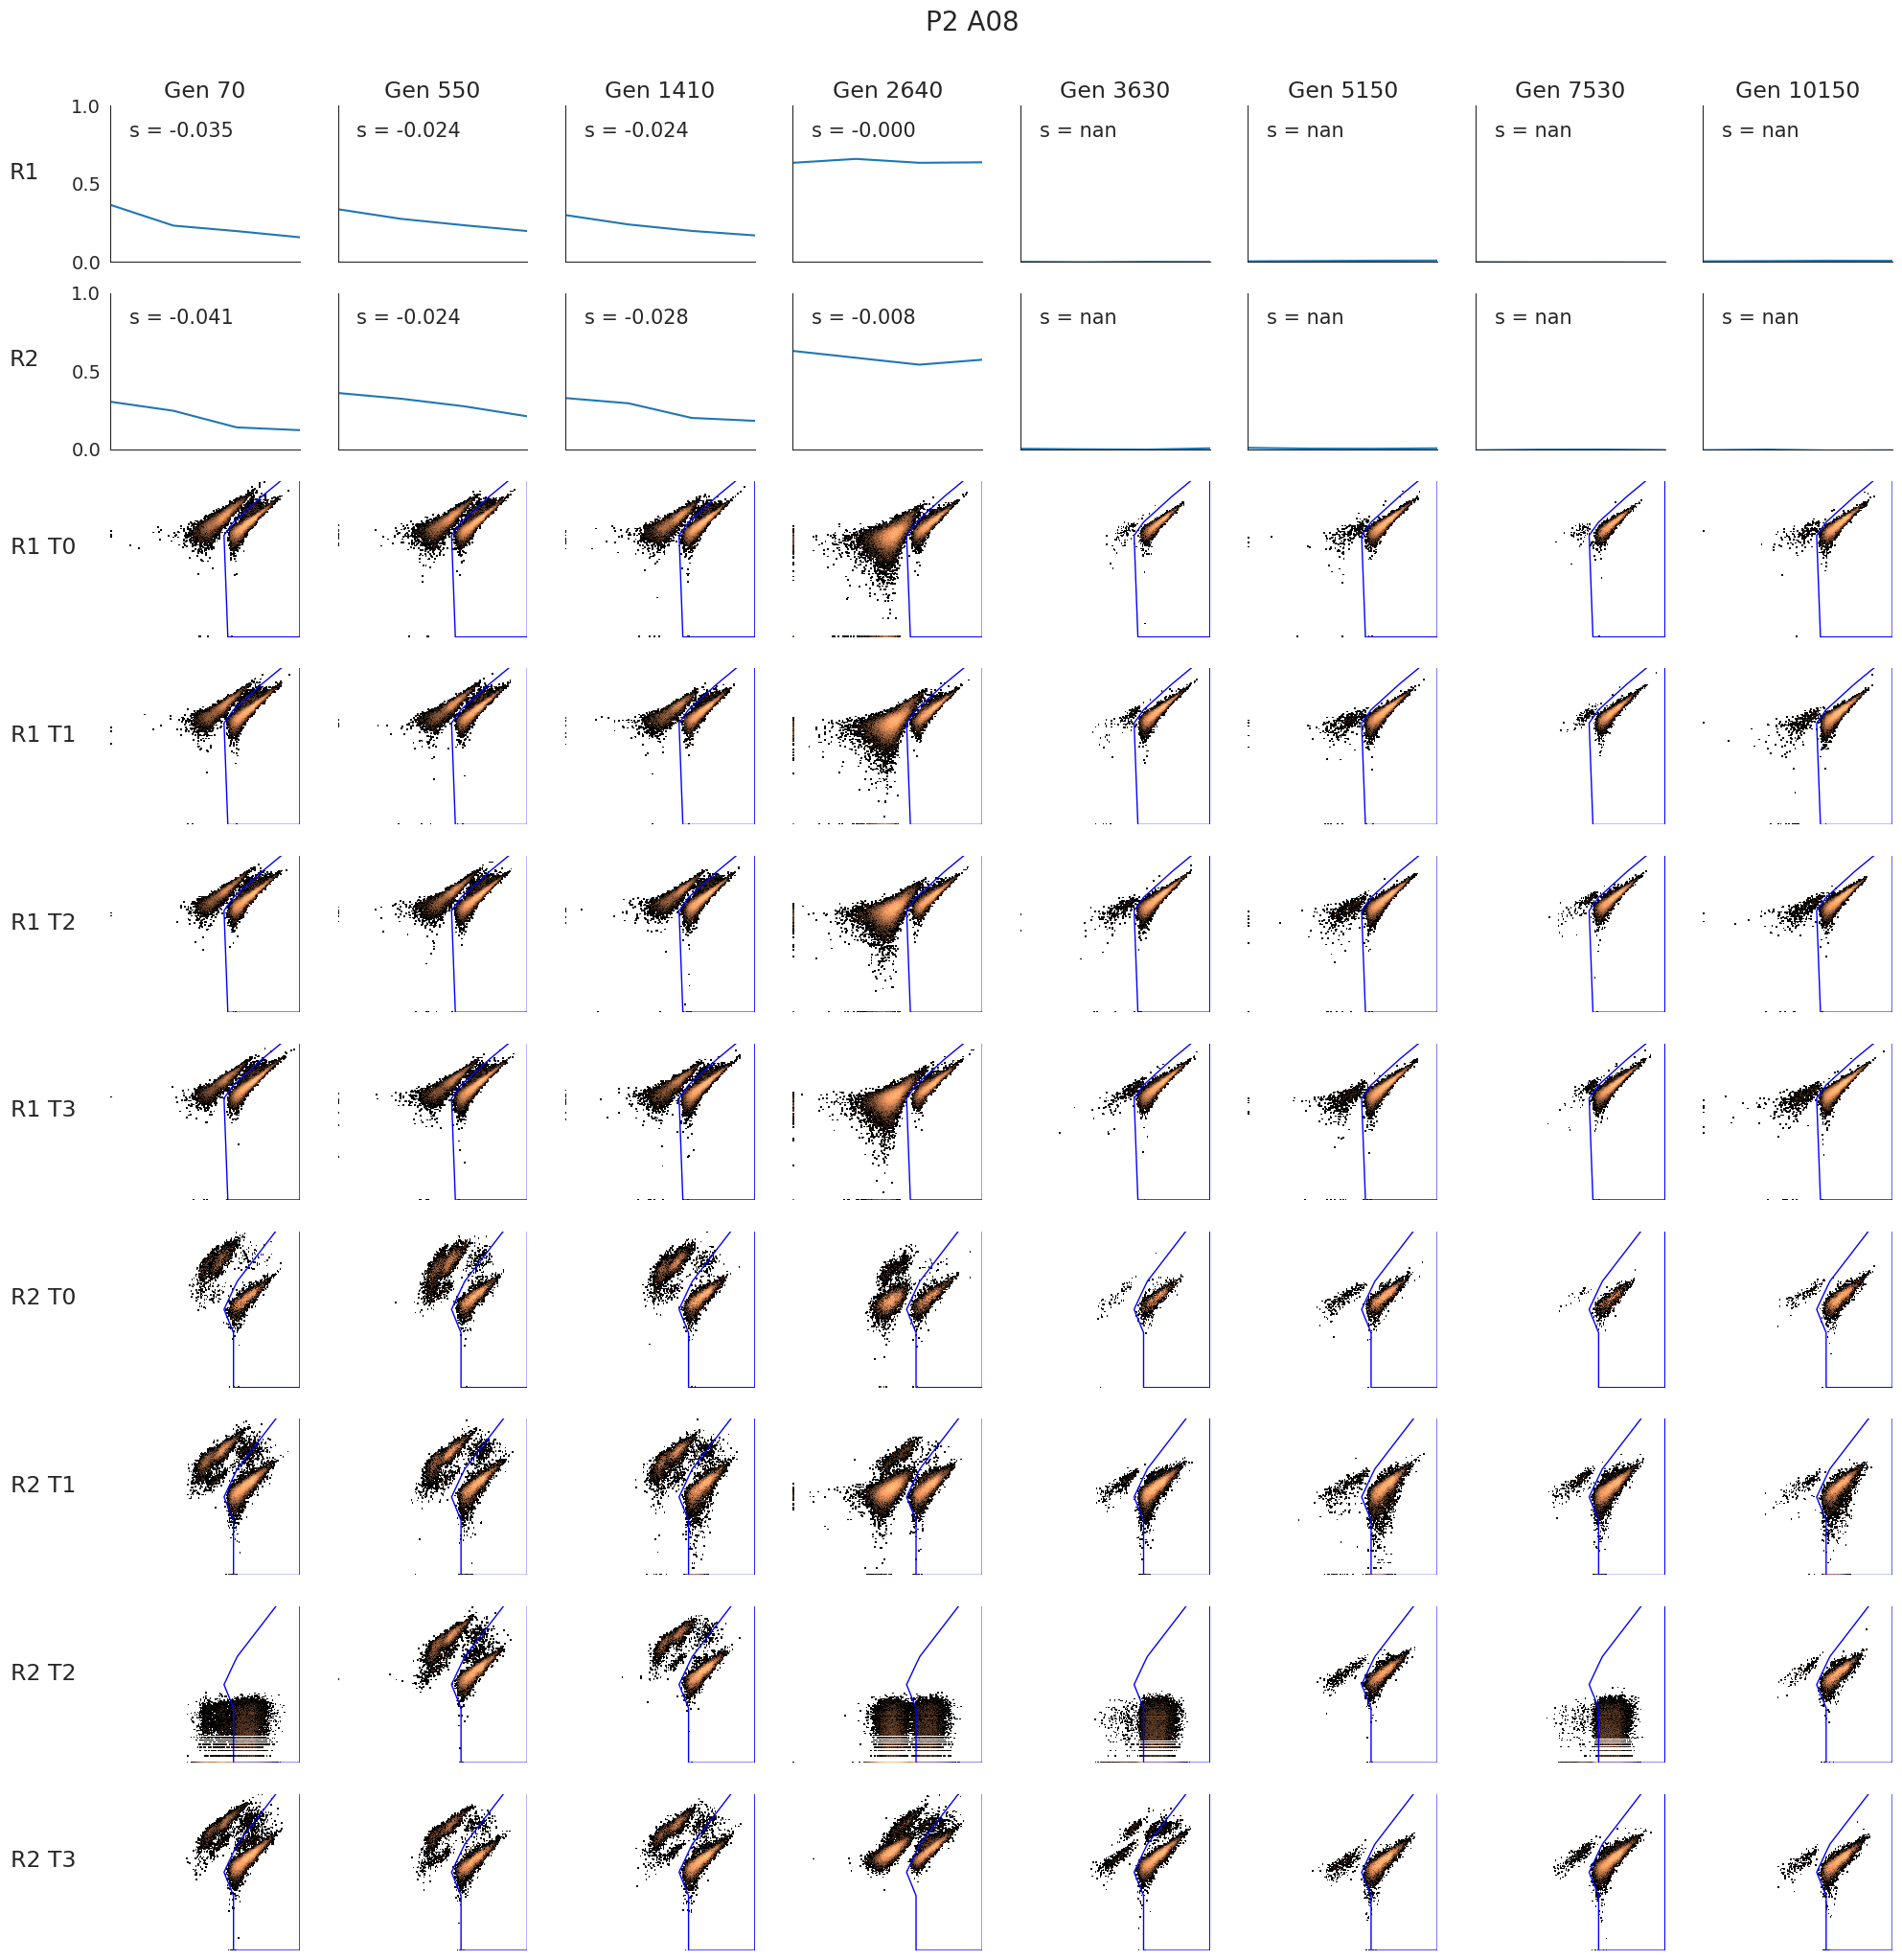 P2 A08
Gen 70 Gen 550 Gen 1410 Gen 2640 Gen 3630 Gen 5150 Gen 7530 Gen 10150
1.0
s = -0.035 s = -0.024 s = -0.024 s = -0.000 s = nan s = nan s = nan s = nan
R1
0.5
0.0
1.0
s = -0.041 s = -0.024 s = -0.028 s = -0.008 s = nan s = nan s = nan s = nan
R2
0.5
0.0
R1 T0
R1 T1
R1 T2
R1 T3
R2 T0
R2 T1
R2 T2
R2 T3